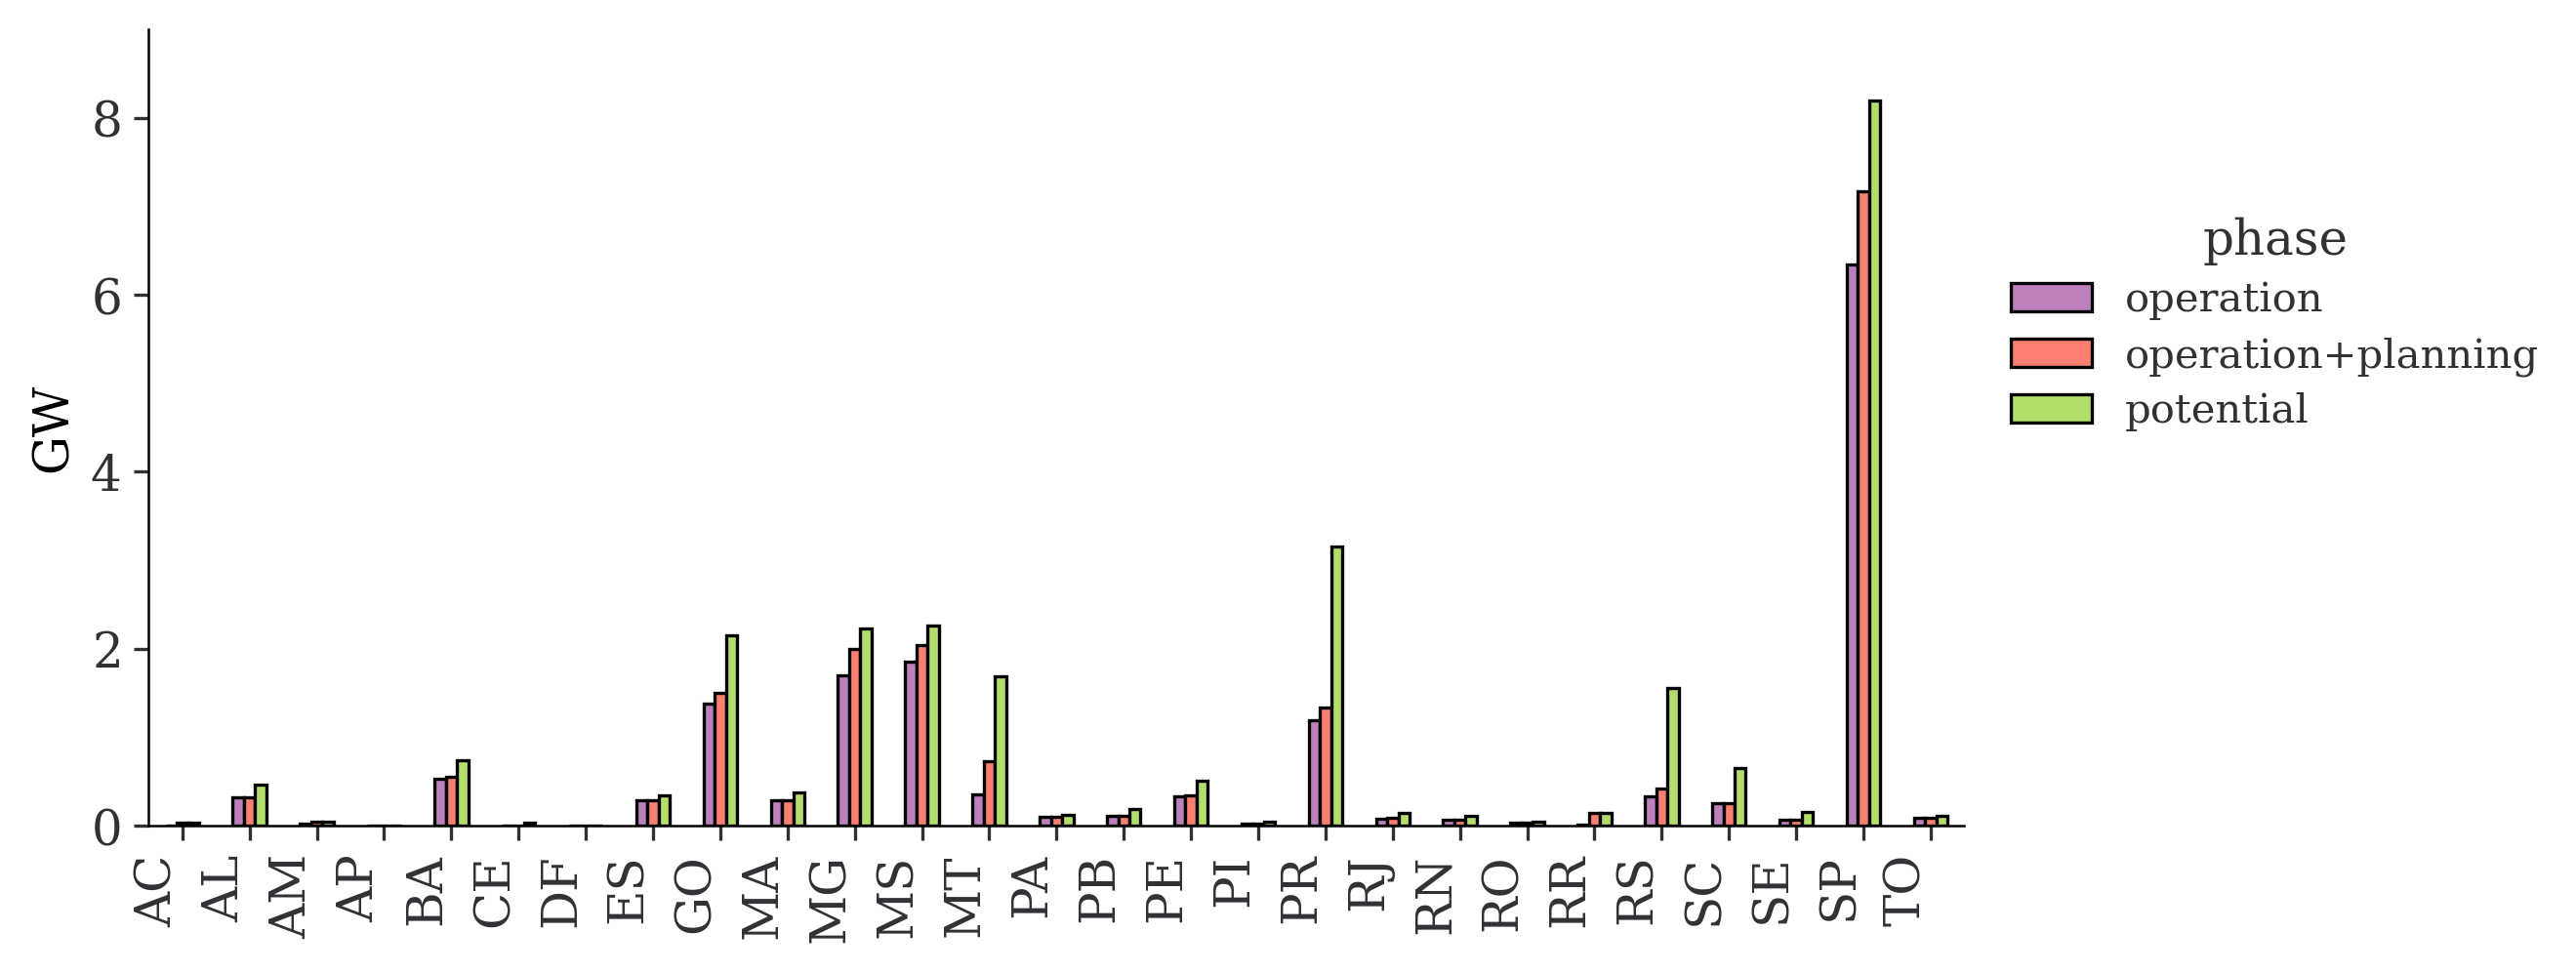 GW
8
6
4
2
0
AC AL AM AP BA CE DF ES GO MA MG MS MT PA PB PE PI PR RJ RN RO RR RS SC SE SP TO
phase
operation
operation+planning
potential